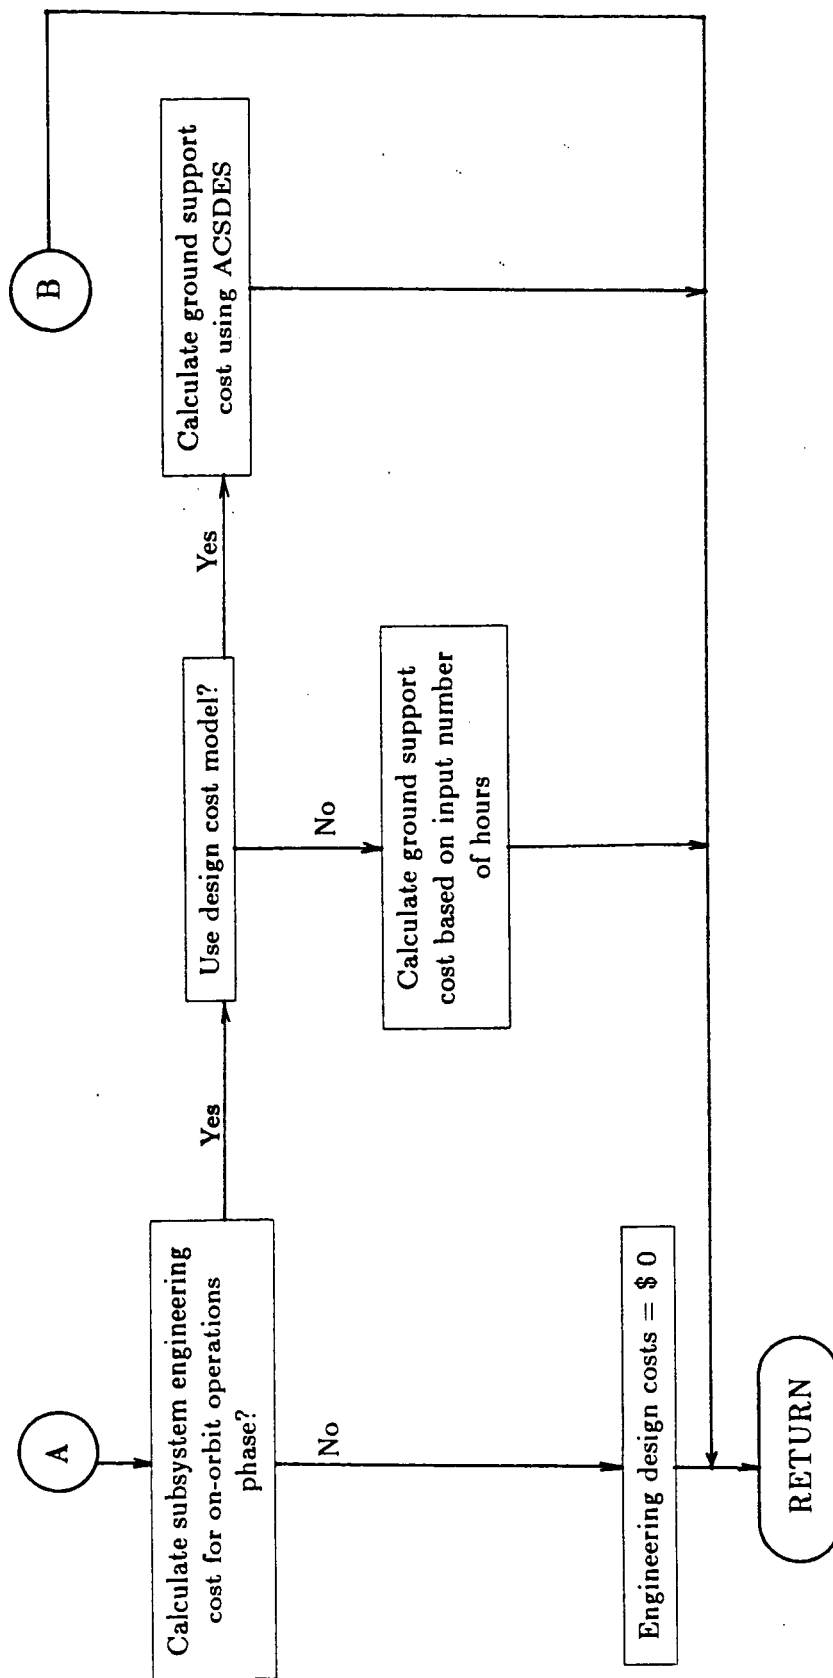 A
Calculate subsystem engineering
cost for on-orbit operations
phase?
Yes
No
Use design cost model?
Yes
No
Calculate ground support
cost using ACSDES
Calculate ground support
cost based on input number
of hours
B
Engineering design costs = $ 0
RETURN